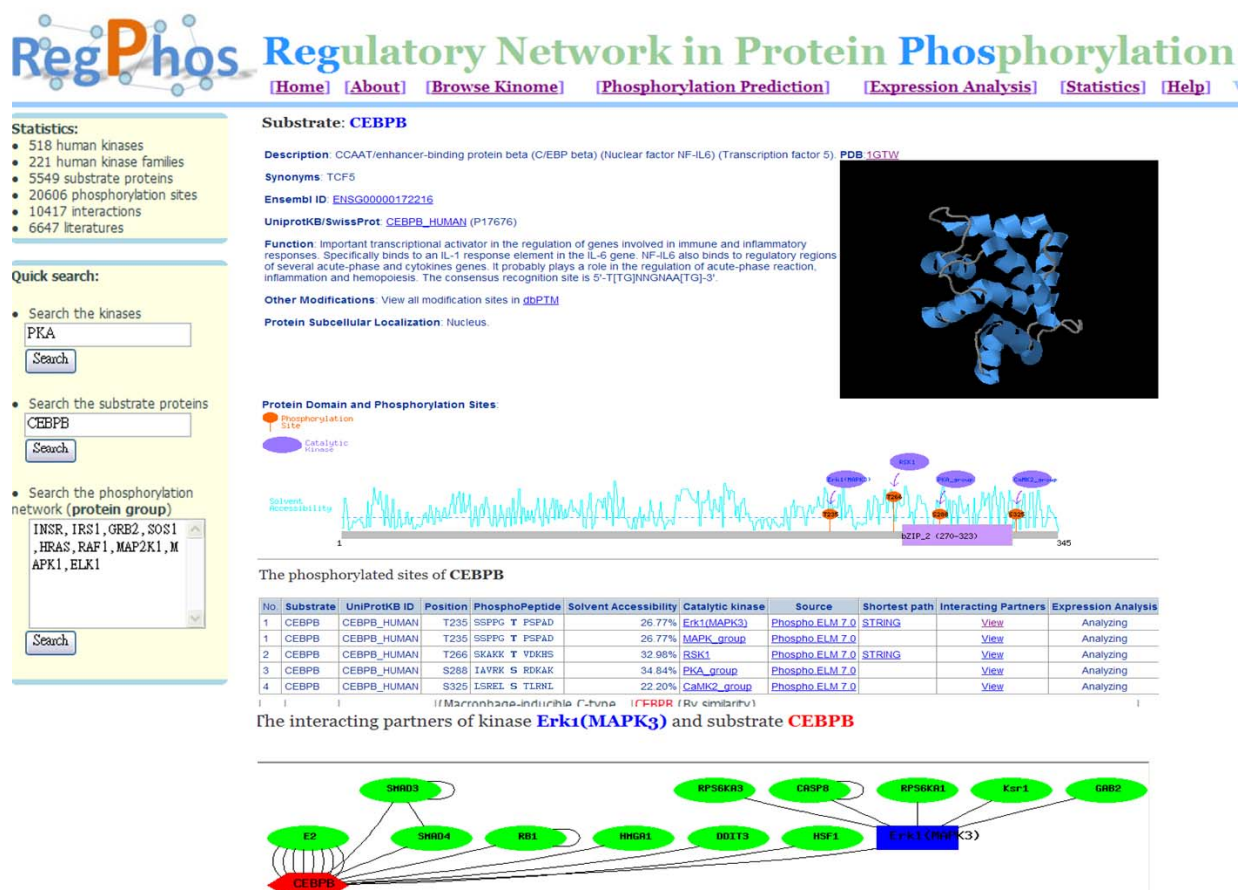 RegPhos
Regulatory Network in Protein Phosphorylation
[Home] [About] [Browse Kinome] [Phosphorylation Prediction] [Expression Analysis] [Statistics] [Help]
Statistics:
518 human kinases
221 human kinase families
5549 substrate proteins
20606 phosphorylation sites
10417 interactions
6647 literatures
Quick search:
Search the kinases
PKA
Search
Search the substrate proteins
CEBPB
Search
Search the phosphorylation
network (protein group)
INSR,IRS1,GRB2,SOS1
,HRAS,RAF1,MAP2K1,M
APK1,ELK1
Search
Substrate: CEBPB
Description: CCAAT/enhancer-binding protein beta (C/EBP beta) (Nuclear factor NF-IL6) (Transcription factor 5). PDB:1GTW
Synonyms: TCF5
Ensembl ID: ENSG00000172216
UniprotKB/SwissProt: CEBPB_HUMAN (P17676)
Function: Important transcriptional activator in the regulation of genes involved in immune and inflammatory
responses. Specifically binds to an IL-1 response element in the IL-6 gene. NF-IL6 also binds to regulatory regions
of several acute-phase and cytokines genes. It probably plays a role in the regulation of acute-phase reaction,
inflammation and hemopoiesis. The consensus recognition site is 5'-T[TG]NNGNAA[TG]-3'.
Other Modifications: View all modification sites in dbPTM
Protein Subcellular Localization: Nucleus.
Protein Domain and Phosphorylation Sites:
Phosphorylation
Site
Catalytic
Kinase
RSK1
Erk1(MAPK3) PKA_group CaMK2_group
Solvent
Accessibility
T235 T266 S288 S325
bZIP_2 (270-323)
1 345
The phosphorylated sites of CEBPB
No. Substrate UniProtKB ID Position PhosphoPeptide Solvent Accessibility Catalytic kinase Source Shortest path Interacting Partners Expression Analysis
1 CEBPB CEBPB_HUMAN T235 SSPPG T PSPAD 26.77% Erk1(MAPK3) Phospho.ELM 7.0 STRING View Analyzing
1 CEBPB CEBPB_HUMAN T235 SSPPG T PSPAD 26.77% MAPK_group Phospho.ELM 7.0 View Analyzing
2 CEBPB CEBPB_HUMAN T266 SKAKK T VDKHS 32.98% RSK1 Phospho.ELM 7.0 STRING View Analyzing
3 CEBPB CEBPB_HUMAN S288 IAVRK S RDKAK 34.84% PKA_group Phospho.ELM 7.0 View Analyzing
4 CEBPB CEBPB_HUMAN S325 LSREL S TLRNL 22.20% CaMK2_group Phospho.ELM 7.0 View Analyzing
(Macrophage-inducible C-type CEBPB (By similarity)
The interacting partners of kinase Erk1(MAPK3) and substrate CEBPB
SMAD3 RPS6KA3 CASP8 RPS6KA1 Ksr1 GAB2
E2 SMAD4 RB1 HMGA1 DDIT3 HSF1 Erk1(MAPK3)
CEBPB